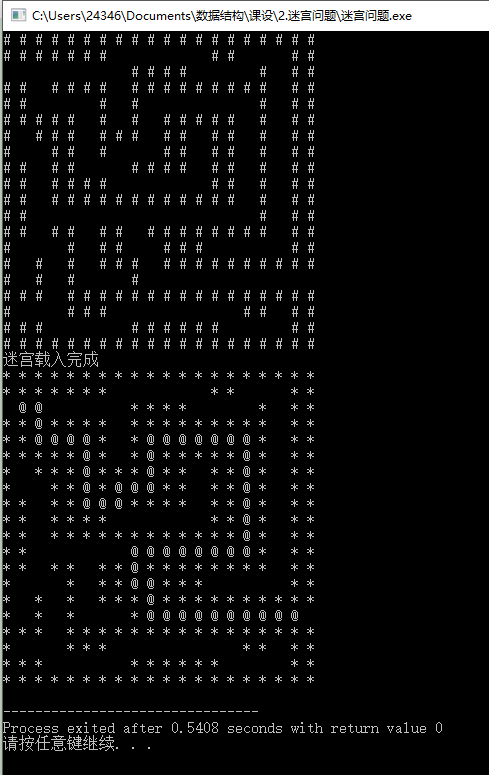 C:\Users\24346\Documents\数据结构\课设\2.迷宫问题\迷宫问题.exe
# # # # # # # # # # # # # # # # # # # #
# # # # # # #             # #       # #
                # # # #         #   # #
# #   # # # #   # # # # # # # # #   # #
# #         #   #               #   # #
# # # # #   #   #   # # # # #   #   # #
#   # # #   # # #   # #   # #   #   # #
#     # #   #       # #   # #   #   # #
# #   # #       # # # #   # #   #   # #
# #   # # # #             # #   #   # #
# #   # # # # # # # # # # # #   #   # #
# #                             #   # #
# #   # #   # #   # # # # # # # #   # #
#       #   # #     # # #           # #
#   #   #   # # #   # # # # # # # # # #
#   #   #       #
# # #   # # # # # # # # # # # # # # # #
#       # # #                 # #   # #
# # #           # # # # # #         # #
# # # # # # # # # # # # # # # # # # # #
迷宫载入完成
* * * * * * * * * * * * * * * * * * * *
* * * * * * *             * *       * *
  @ @           * * * *         *   * *
* * @ * * * *   * * * * * * * * *   * *
* * @ @ @ @ *   * @ @ @ @ @ @ @ *   * *
* * * * * @ *   * @ * * * * * @ *   * *
*   * * * @ * * * @ * *   * * @ *   * *
*     * * @ * @ @ @ * *   * * @ *   * *
* *   * * @ @ @ * * * *   * * @ *   * *
* *   * * * *             * * @ *   * *
* *   * * * * * * * * * * * * @ *   * *
* *             @ @ @ @ @ @ @ @ *   * *
* *   * *   * * @ * * * * * * * *   * *
*       *   * * @ @ * * *           * *
*   *   *   * * * @ * * * * * * * * * *
*   *   *       * @ @ @ @ @ @ @ @ @ @
* * *   * * * * * * * * * * * * * * * *
*       * * *                 * *   * *
* * *           * * * * * *         * *
* * * * * * * * * * * * * * * * * * * *
--------------------------------
Process exited after 0.5408 seconds with return value 0
请按任意键继续. . .